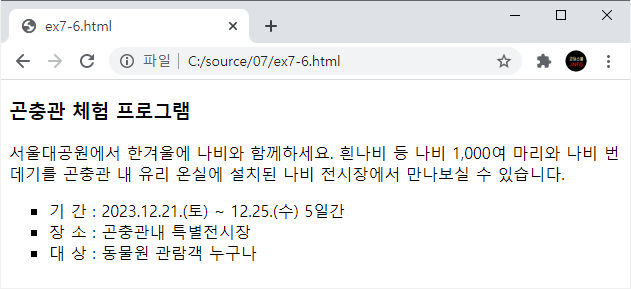 ex7-6.html
파일 C:/source/07/ex7-6.html
곤충관 체험 프로그램
서울대공원에서 한겨울에 나비와 함께하세요. 흰나비 등 나비 1,000여 마리와 나비 번
데기를 곤충관 내 유리 온실에 설치된 나비 전시장에서 만나보실 수 있습니다.
기 간 : 2023.12.21.(토) ~ 12.25.(수) 5일간
장 소 : 곤충관내 특별전시장
대 상 : 동물원 관람객 누구나